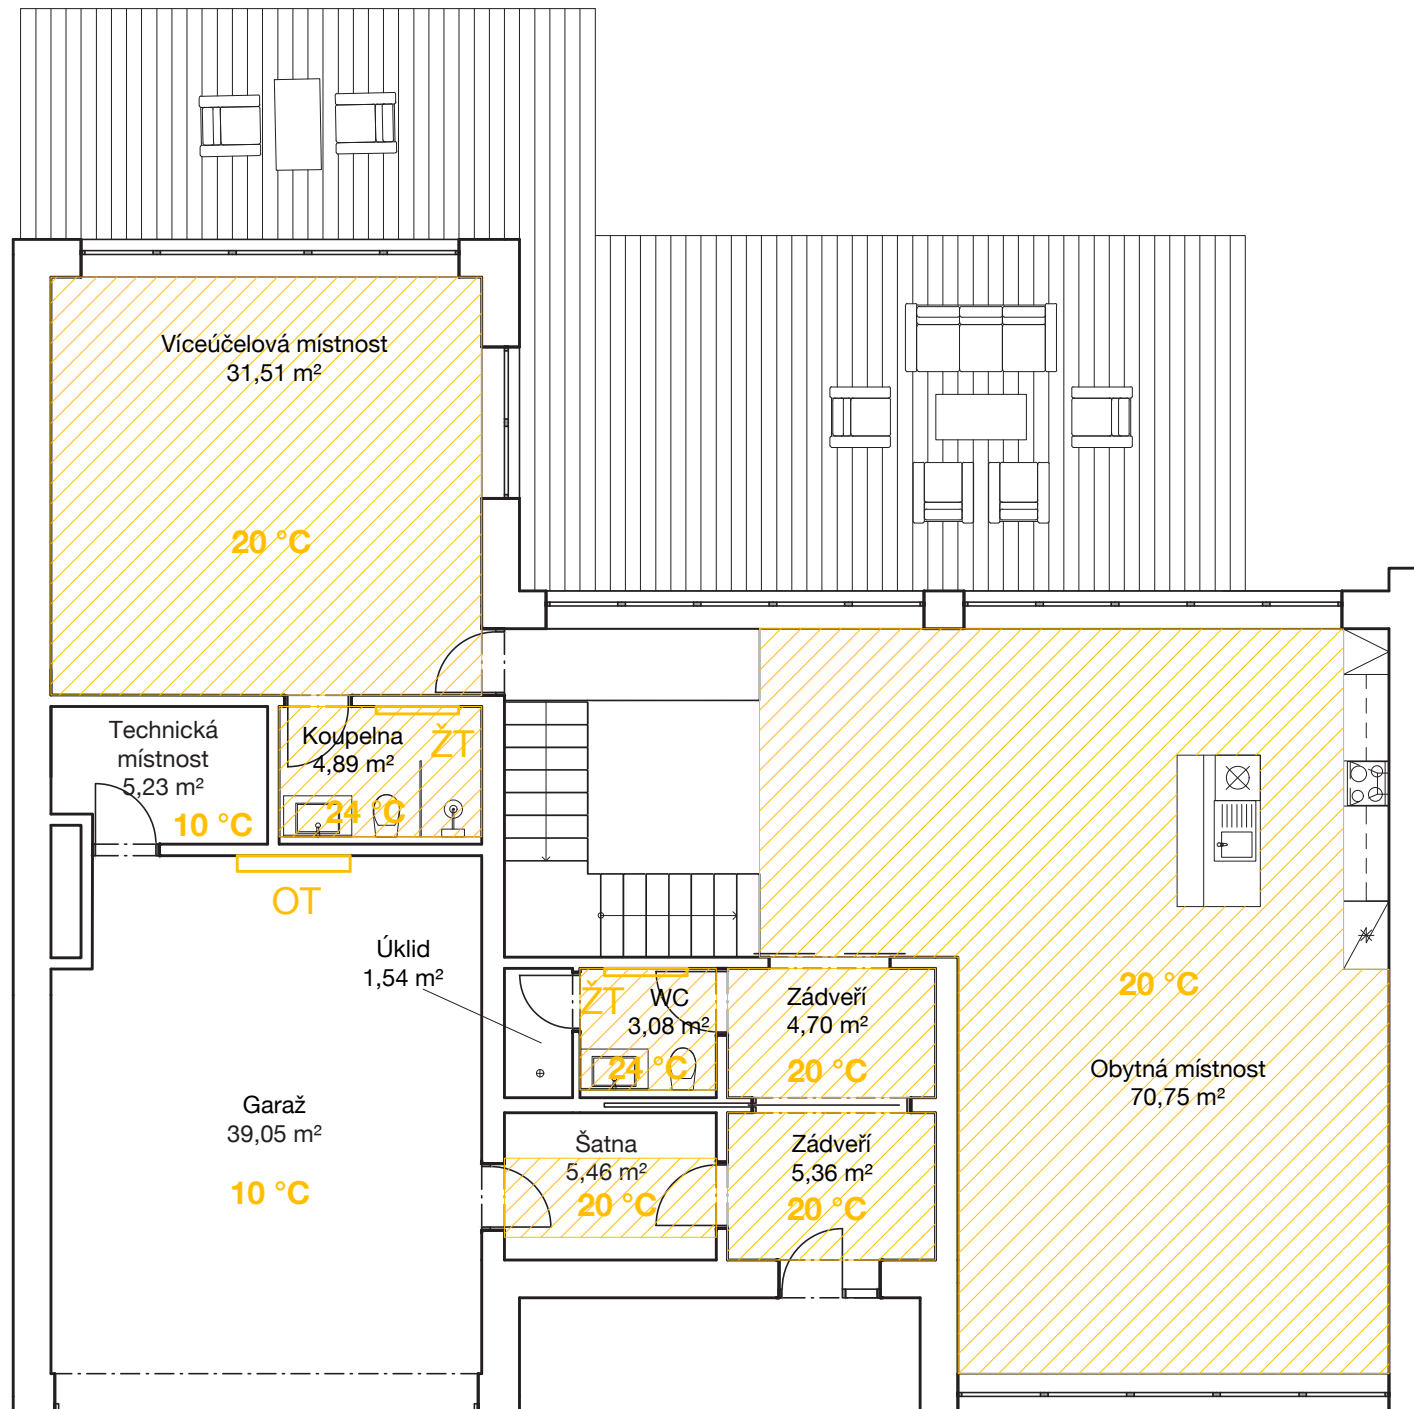 Víceúčelová místnost
31,51 m²
20 °C
Technická
místnost
5,23 m²
10 °C
Koupelna
4,89 m²
ŽT
24 °C
OT
Úklid
1,54 m²
ŽT
WC
3,08 m²
24 °C
Zádveří
4,70 m²
20 °C
20 °C
Obytná místnost
70,75 m²
Garáž
39,05 m²
10 °C
Šatna
5,46 m²
20 °C
Zádveří
5,36 m²
20 °C